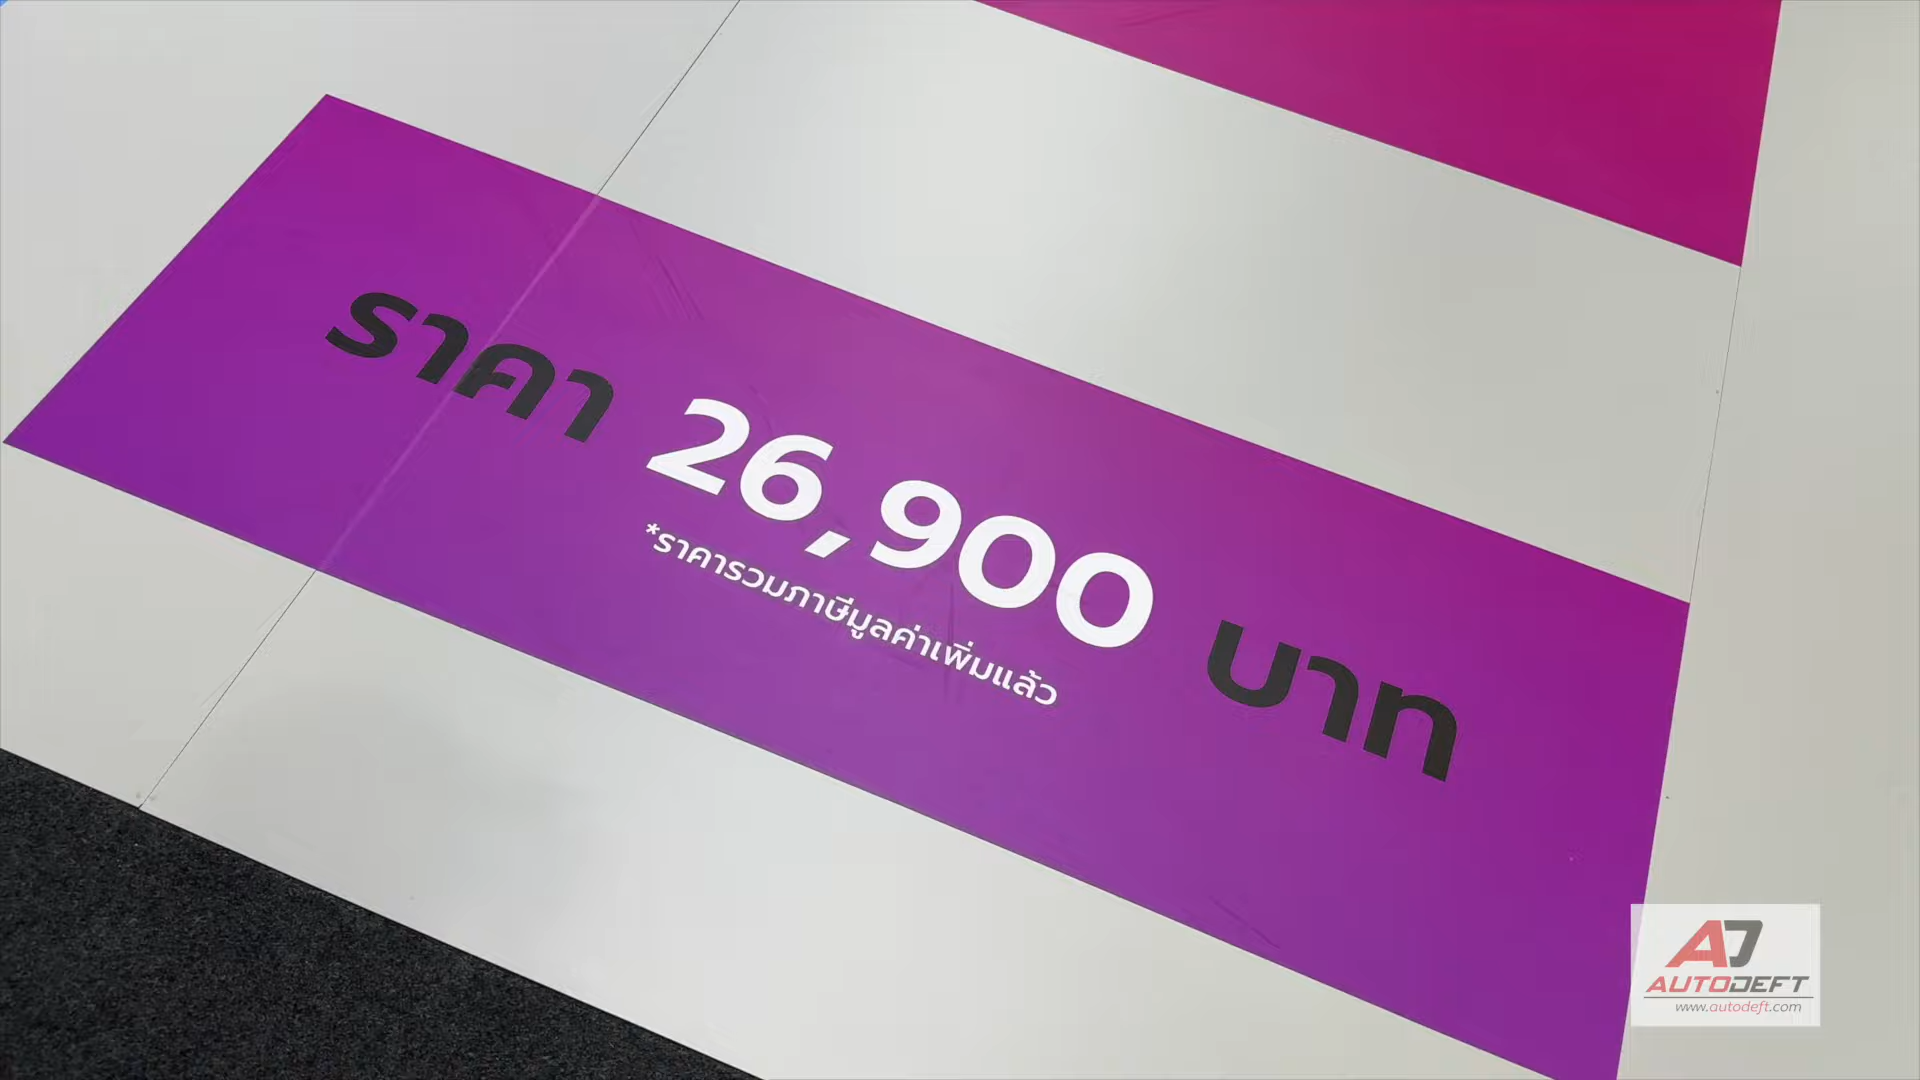 ราคา 26,900 บาท
*ราคารวมภาษีมูลค่าเพิ่มแล้ว
AD
AUTODEFT
www.autodeft.com